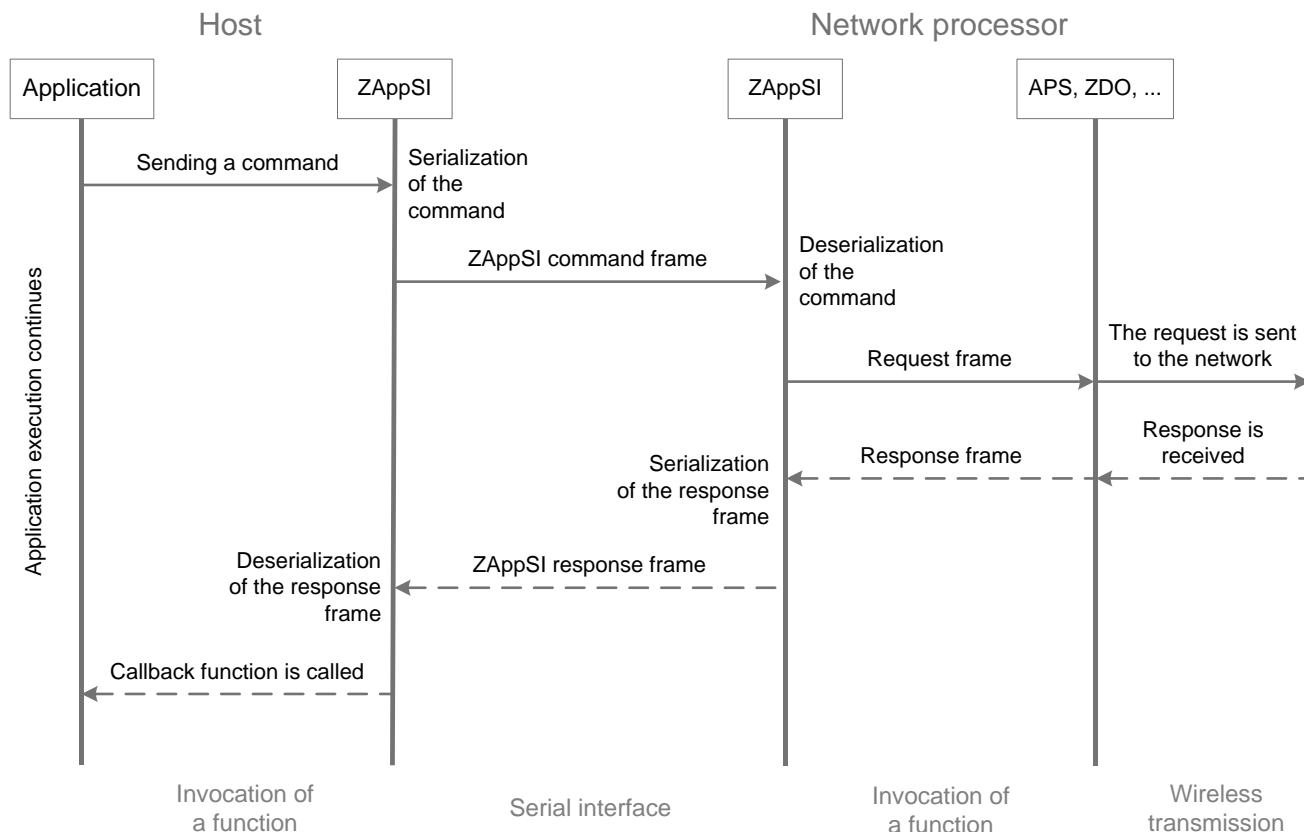 Host
Network processor
Application
ZAppSI
ZAppSI
APS, ZDO, ...
Sending a command
Serialization
of the
command
ZAppSI command frame
Deserialization
of the
command
Application execution continues
Request frame
The request is sent
to the network
Response frame
Response is
received
Serialization
of the response
frame
ZAppSI response frame
Deserialization
of the response
frame
Callback function is called
Invocation of
a function
Serial interface
Invocation of
a function
Wireless
transmission